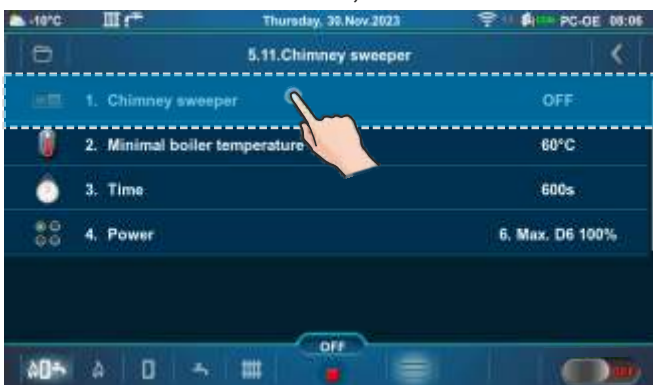 -10°C Thursday, 30.Nov.2023 PC-OE 08:06
5.11.Chimney sweeper
1. Chimney sweeper OFF
2. Minimal boiler temperature 60°C
3. Time 600s
4. Power 6. Max. D6 100%
OFF
OFF